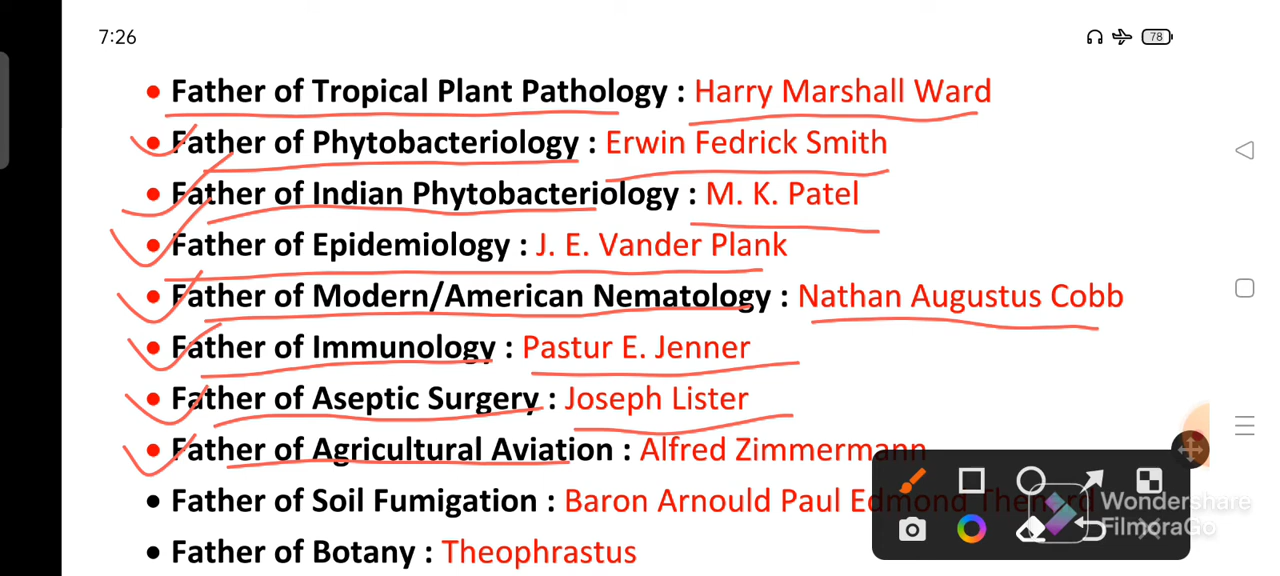 7:26
78
• Father of Tropical Plant Pathology : Harry Marshall Ward
• Father of Phytobacteriology : Erwin Fedrick Smith
• Father of Indian Phytobacteriology : M. K. Patel
• Father of Epidemiology : J. E. Vander Plank
• Father of Modern/American Nematology : Nathan Augustus Cobb
• Father of Immunology : Pastur E. Jenner
• Father of Aseptic Surgery : Joseph Lister
• Father of Agricultural Aviation : Alfred Zimmermann
• Father of Soil Fumigation : Baron Arnould Paul Edmond Thenard
• Father of Botany : Theophrastus
Wondershare
FilmoraGo